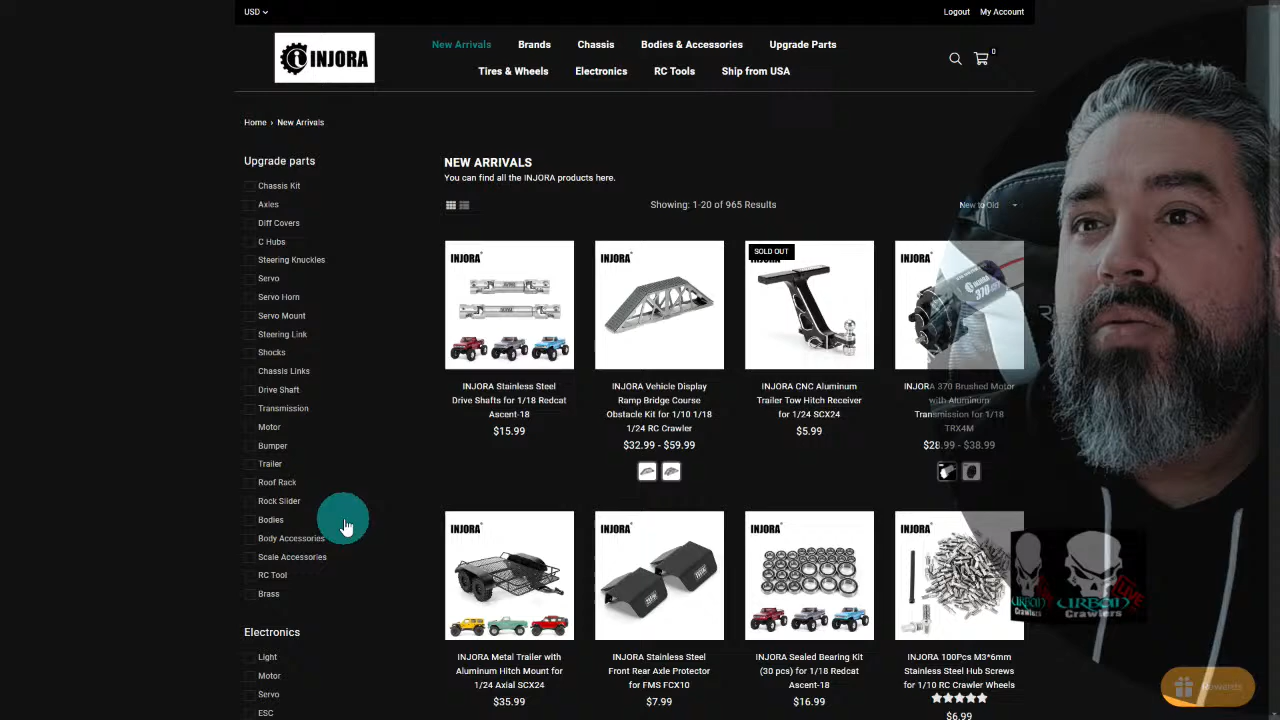 USD
Logout
My Account
INJORA
New Arrivals
Brands
Chassis
Bodies & Accessories
Upgrade Parts
Tires & Wheels
Electronics
RC Tools
Ship from USA
0
Home › New Arrivals
Upgrade parts
Chassis Kit
Axles
Diff Covers
C Hubs
Steering Knuckles
Servo
Servo Horn
Servo Mount
Steering Link
Shocks
Chassis Links
Drive Shaft
Transmission
Motor
Bumper
Trailer
Roof Rack
Rock Slider
Bodies
Body Accessories
Scale Accessories
RC Tool
Brass
Electronics
Light
Motor
Servo
ESC
NEW ARRIVALS
You can find all the INJORA products here.
Showing: 1-20 of 965 Results
New to Old
INJORA
INJORA Stainless Steel
Drive Shafts for 1/18 Redcat
Ascent-18
$15.99
INJORA
INJORA Vehicle Display
Ramp Bridge Course
Obstacle Kit for 1/10 1/18
1/24 RC Crawler
$32.99 - $59.99
SOLD OUT
INJORA CNC Aluminum
Trailer Tow Hitch Receiver
for 1/24 SCX24
$5.99
INJORA
370
INJORA 370 Brushed Motor
with Aluminum
Transmission for 1/18
TRX4M
$28.99 - $38.99
INJORA
INJORA Metal Trailer with
Aluminum Hitch Mount for
1/24 Axial SCX24
$35.99
INJORA
INJORA Stainless Steel
Front Rear Axle Protector
for FMS FCX10
$7.99
INJORA
INJORA Sealed Bearing Kit
(30 pcs) for 1/18 Redcat
Ascent-18
$16.99
INJORA
INJORA 100Pcs M3*6mm
Stainless Steel Hub Screws
for 1/10 RC Crawler Wheels
$6.99
URBAN
Crawlers
LIVE
Rewards